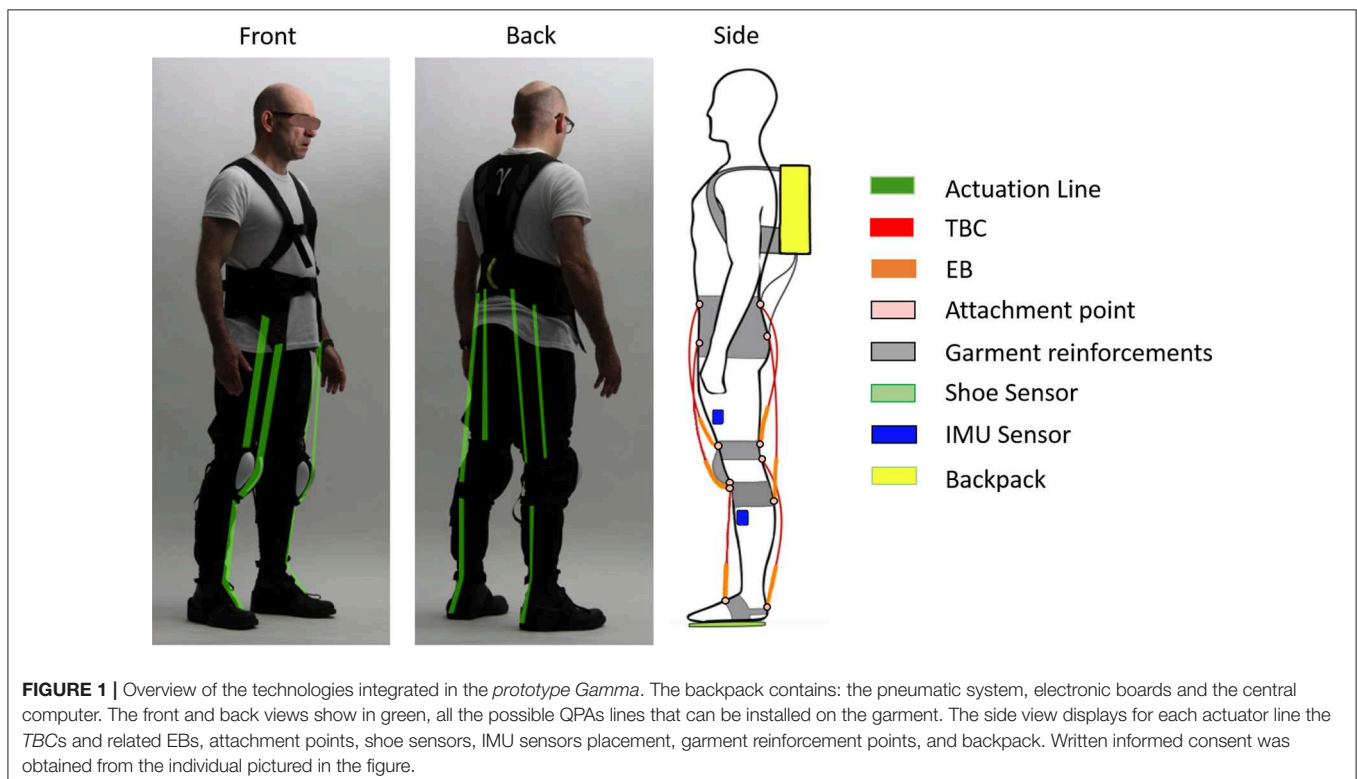 Front
Back
Side
γ
Actuation Line
TBC
EB
Attachment point
Garment reinforcements
Shoe Sensor
IMU Sensor
Backpack
FIGURE 1 | Overview of the technologies integrated in the prototype Gamma. The backpack contains: the pneumatic system, electronic boards and the central
computer. The front and back views show in green, all the possible QPAs lines that can be installed on the garment. The side view displays for each actuator line the
TBCs and related EBs, attachment points, shoe sensors, IMU sensors placement, garment reinforcement points, and backpack. Written informed consent was
obtained from the individual pictured in the figure.